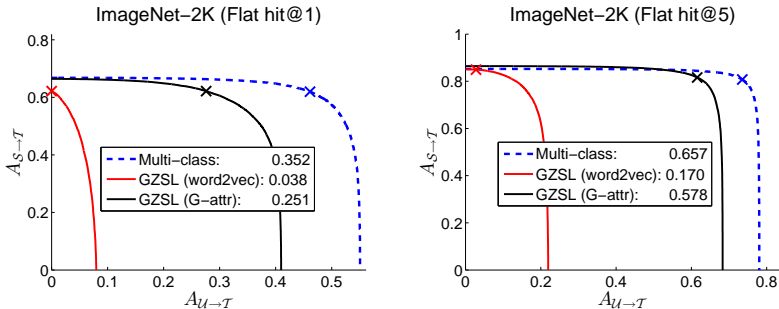 ImageNet−2K (Flat hit@1)
0.8
0.6
0.4
0.2
0
A_{S→T}
Multi−class: 0.352
GZSL (word2vec): 0.038
GZSL (G−attr): 0.251
0 0.1 0.2 0.3 0.4 0.5
A_{U→T}
ImageNet−2K (Flat hit@5)
1
0.8
0.6
0.4
0.2
0
A_{S→T}
Multi−class: 0.657
GZSL (word2vec): 0.170
GZSL (G−attr): 0.578
0 0.2 0.4 0.6 0.8
A_{U→T}